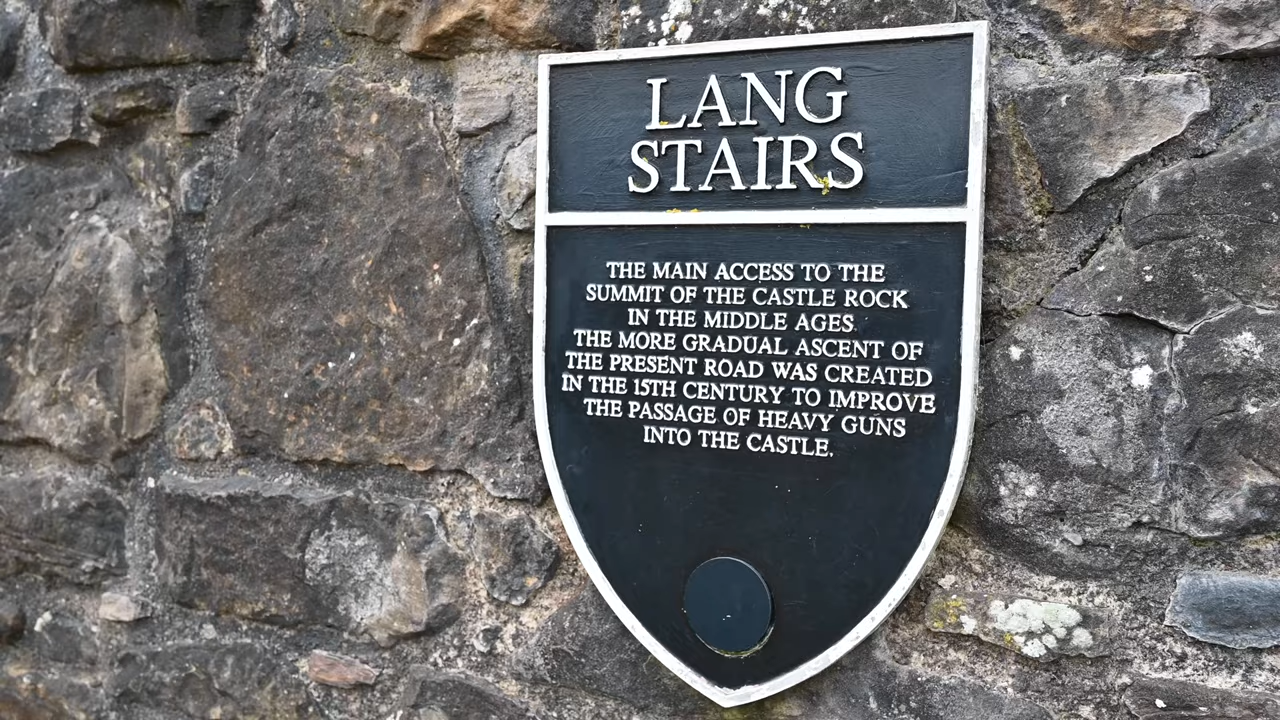 LANG
STAIRS
THE MAIN ACCESS TO THE
SUMMIT OF THE CASTLE ROCK
IN THE MIDDLE AGES.
THE MORE GRADUAL ASCENT OF
THE PRESENT ROAD WAS CREATED
IN THE 15TH CENTURY TO IMPROVE
THE PASSAGE OF HEAVY GUNS
INTO THE CASTLE.